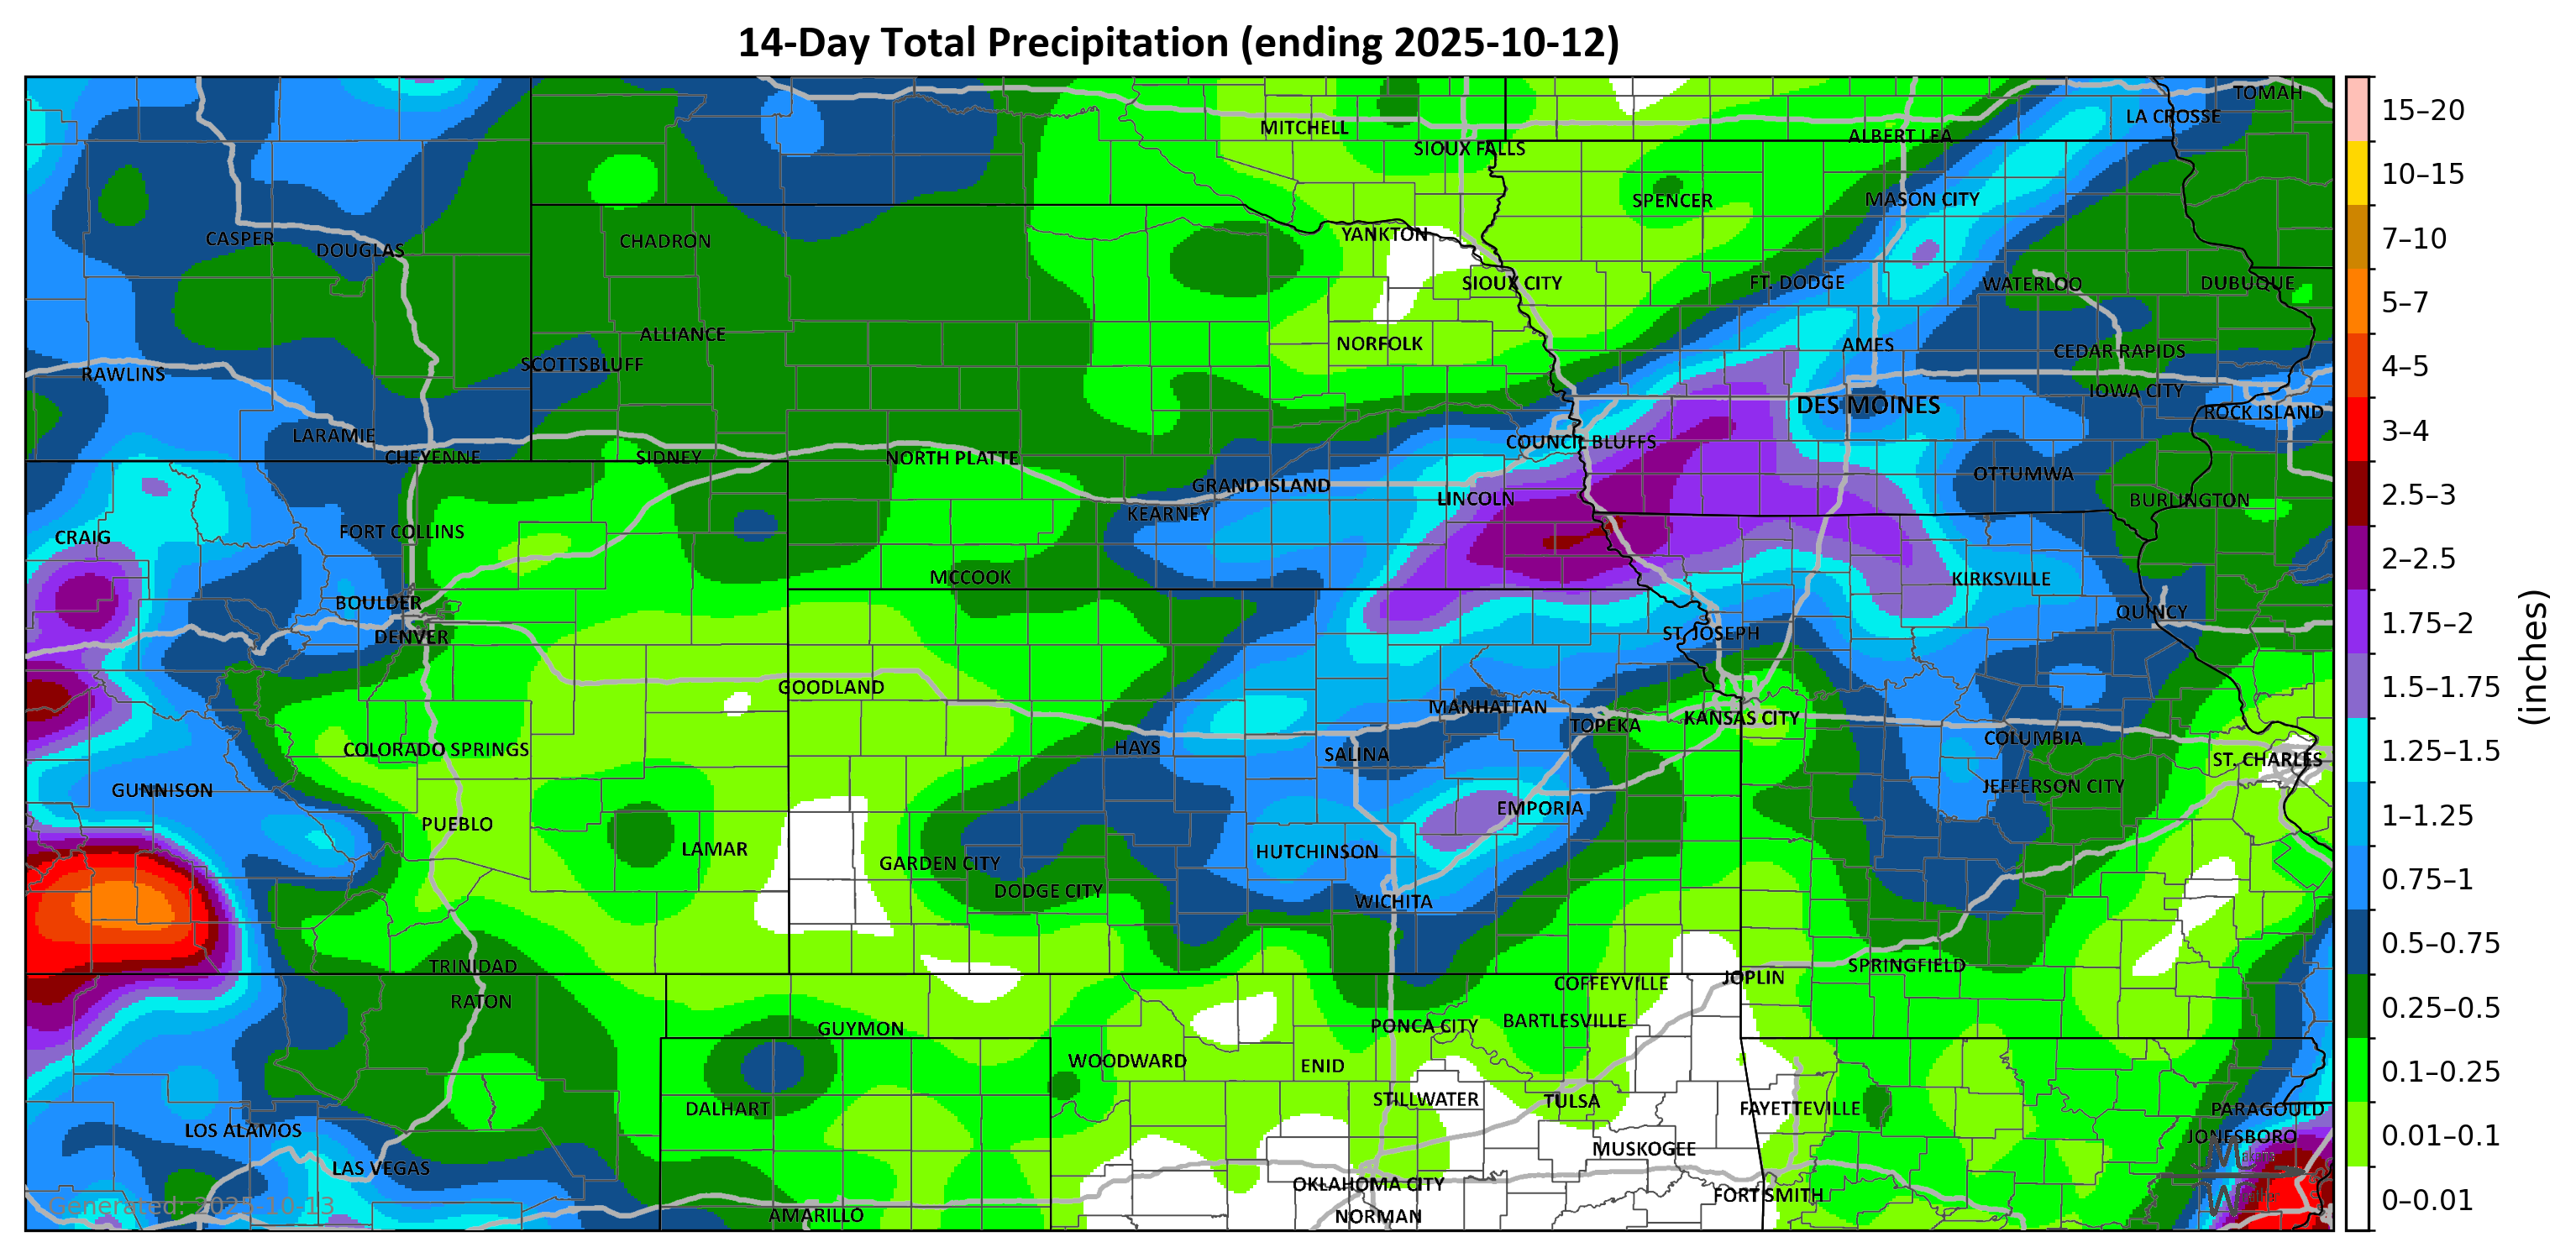 14-Day Total Precipitation (ending 2025-10-12)
TOMAH
LA CROSSE
MITCHELL
ALBERT LEA
SIOUX FALLS
SPENCER
MASON CITY
YANKTON
CASPER
CHADRON
DOUGLAS
SIOUX CITY
FT. DODGE
WATERLOO
DUBUQUE
ALLIANCE
NORFOLK
AMES
CEDAR RAPIDS
SCOTTSBLUFF
RAWLINS
IOWA CITY
DES MOINES
ROCK ISLAND
LARAMIE
COUNCIL BLUFFS
CHEYENNE
SIDNEY
NORTH PLATTE
OTTUMWA
GRAND ISLAND
LINCOLN
BURLINGTON
KEARNEY
FORT COLLINS
CRAIG
MCCOOK
KIRKSVILLE
BOULDER
QUINCY
DENVER
ST. JOSEPH
GOODLAND
MANHATTAN
KANSAS CITY
TOPEKA
COLUMBIA
COLORADO SPRINGS
HAYS
SALINA
ST. CHARLES
GUNNISON
JEFFERSON CITY
EMPORIA
PUEBLO
LAMAR
HUTCHINSON
GARDEN CITY
DODGE CITY
WICHITA
TRINIDAD
SPRINGFIELD
JOPLIN
COFFEYVILLE
RATON
BARTLESVILLE
PONCA CITY
GUYMON
WOODWARD
ENID
STILLWATER
TULSA
DALHART
FAYETTEVILLE
PARAGOULD
LOS ALAMOS
JONESBORO
MUSKOGEE
LAS VEGAS
OKLAHOMA CITY
FORT SMITH
Generated: 2025-10-13
AMARILLO
NORMAN
15–20
10–15
7–10
5–7
4–5
3–4
2.5–3
2–2.5
1.75–2
1.5–1.75
1.25–1.5
1–1.25
0.75–1
0.5–0.75
0.25–0.5
0.1–0.25
0.01–0.1
0–0.01
(inches)